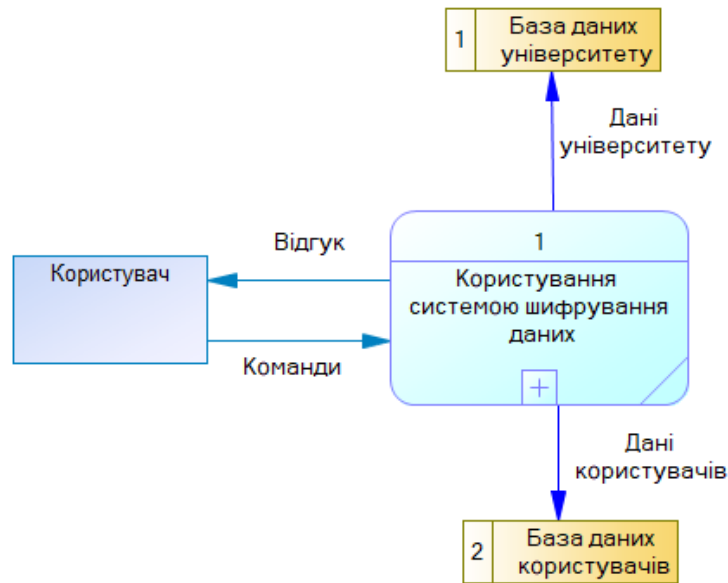 1
База даних
університету
Дані
університету
Відгук
1
Користувач
Користування
системою шифрування
даних
Команди
Дані
користувачів
2
База даних
користувачів